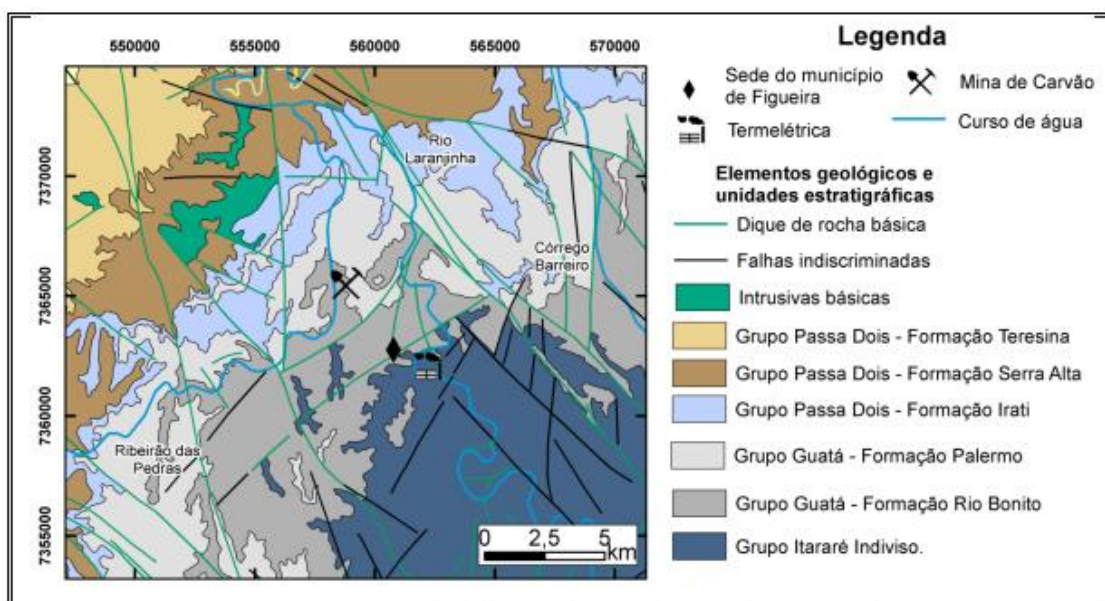 550000 555000 560000 565000 570000
7370000
7365000
7360000
7355000
Rio
Laranjinha
Córrego
Barreiro
Ribeirão das
Pedras
0 2,5 5
km
Legenda
Sede do município
de Figueira
Mina de Carvão
Termelétrica
Curso de água
Elementos geológicos e
unidades estratigráficas
Dique de rocha básica
Falhas indiscriminadas
Intrusivas básicas
Grupo Passa Dois - Formação Teresina
Grupo Passa Dois - Formação Serra Alta
Grupo Passa Dois - Formação Irati
Grupo Guatá - Formação Palermo
Grupo Guatá - Formação Rio Bonito
Grupo Itararé Indiviso.